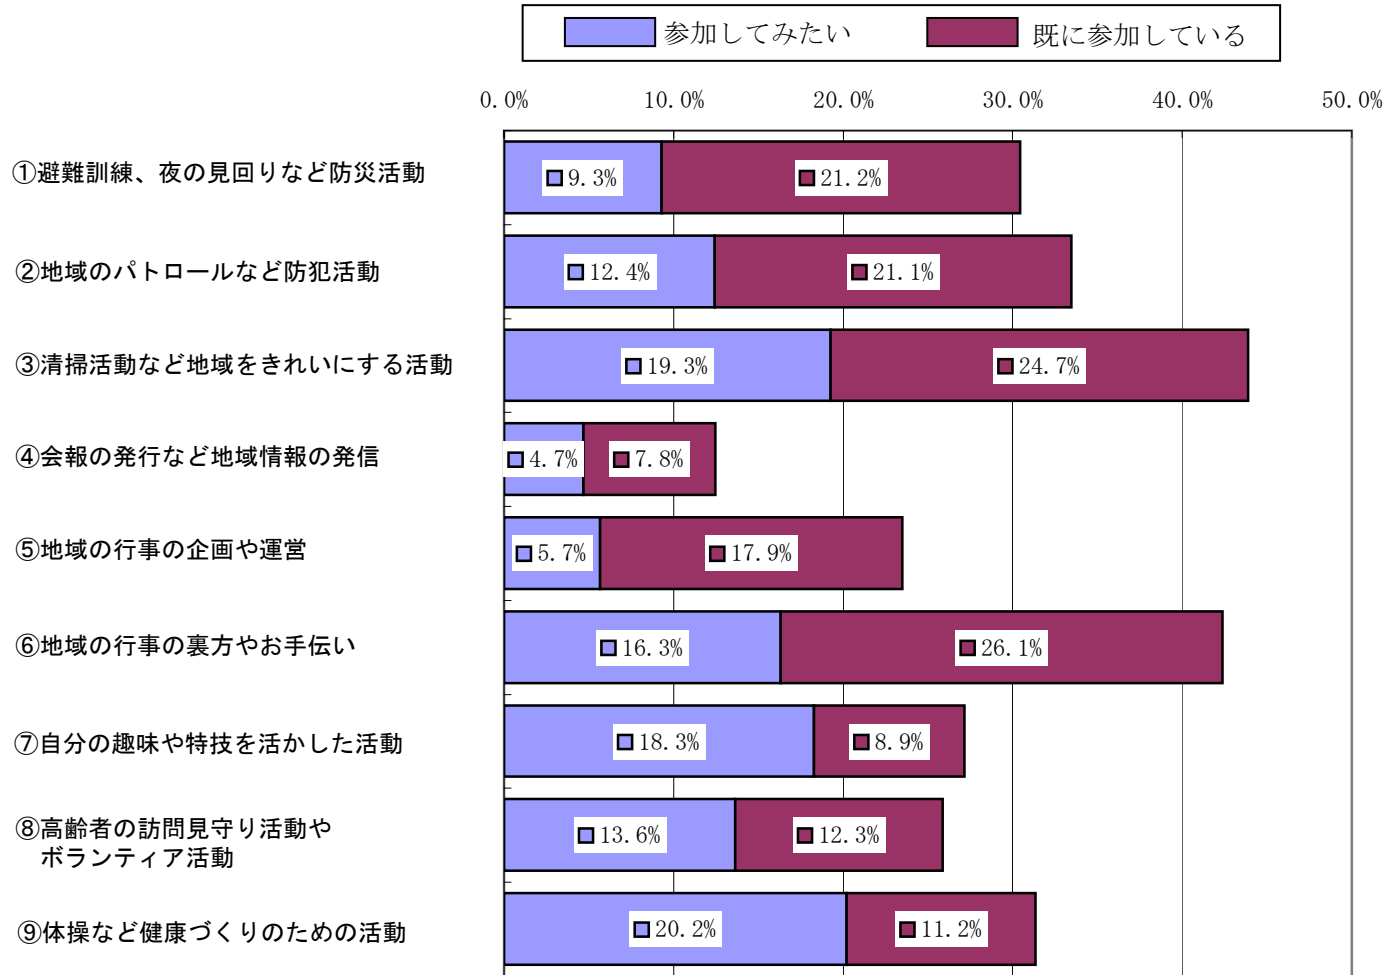 参加してみたい 既に参加している
0.0% 10.0% 20.0% 30.0% 40.0% 50.0%
①避難訓練、夜の見回りなど防災活動 9.3% 21.2%
②地域のパトロールなど防犯活動 12.4% 21.1%
③清掃活動など地域をきれいにする活動 19.3% 24.7%
④会報の発行など地域情報の発信 4.7% 7.8%
⑤地域の行事の企画や運営 5.7% 17.9%
⑥地域の行事の裏方やお手伝い 16.3% 26.1%
⑦自分の趣味や特技を活かした活動 18.3% 8.9%
⑧高齢者の訪問見守り活動や
ボランティア活動 13.6% 12.3%
⑨体操など健康づくりのための活動 20.2% 11.2%